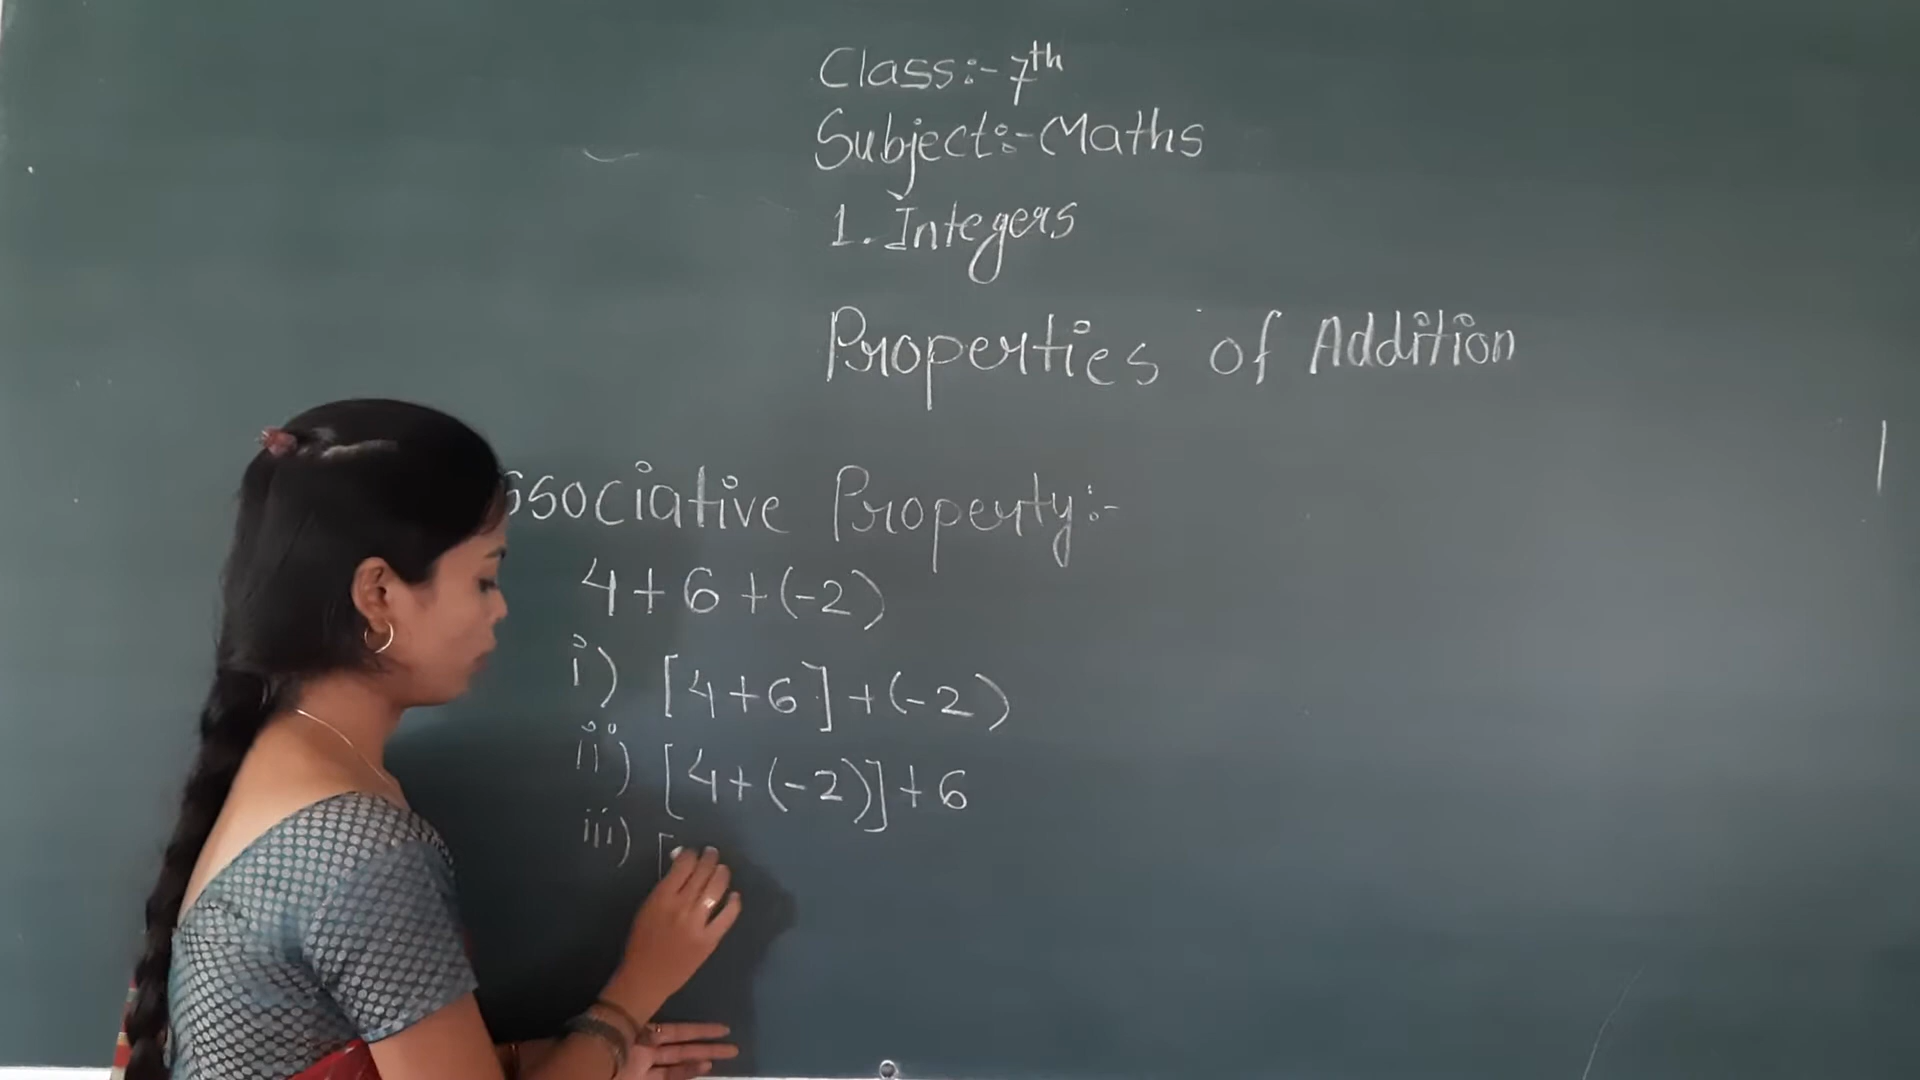 Class:- 7th
Subject:- Maths
1. Integers
Properties of Addition
ssociative Property:-
4+6+(-2)
i) [4+6]+(-2)
ii) [4+(-2)]+6
iii) [